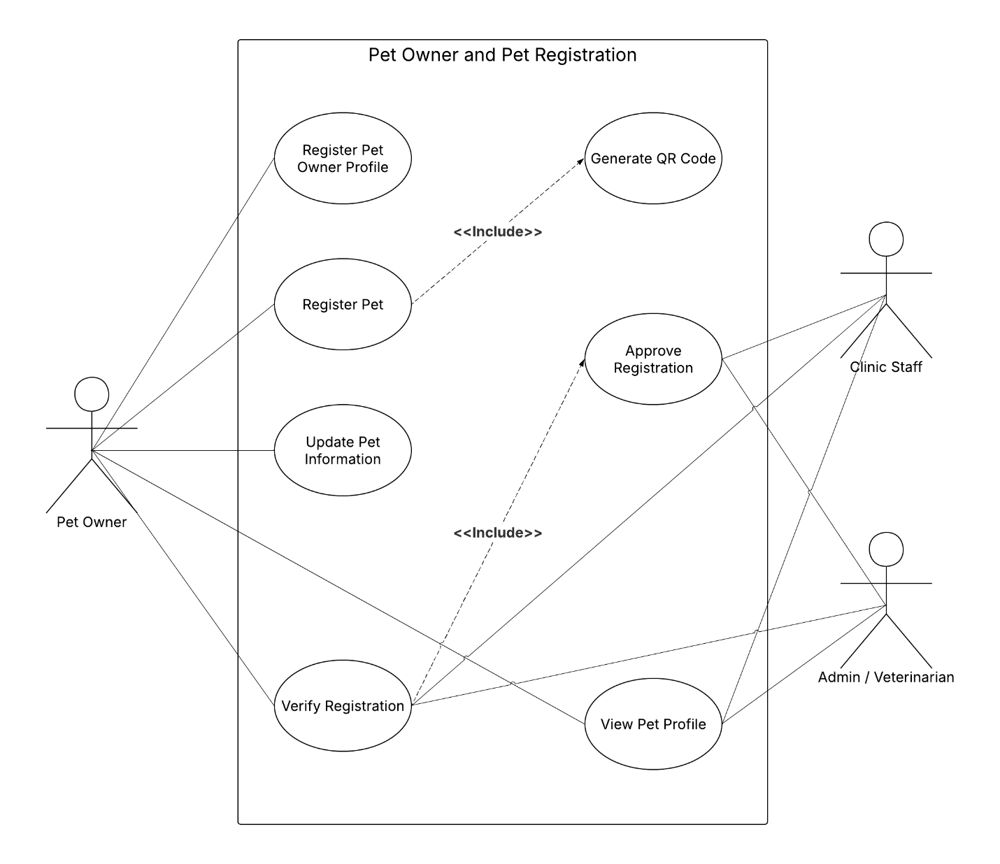 Pet Owner and Pet Registration
Register Pet
Owner Profile
Generate QR Code
<<Include>>
Register Pet
Approve
Registration
Clinic Staff
Update Pet
Information
Pet Owner
<<Include>>
Admin / Veterinarian
Verify Registration
View Pet Profile